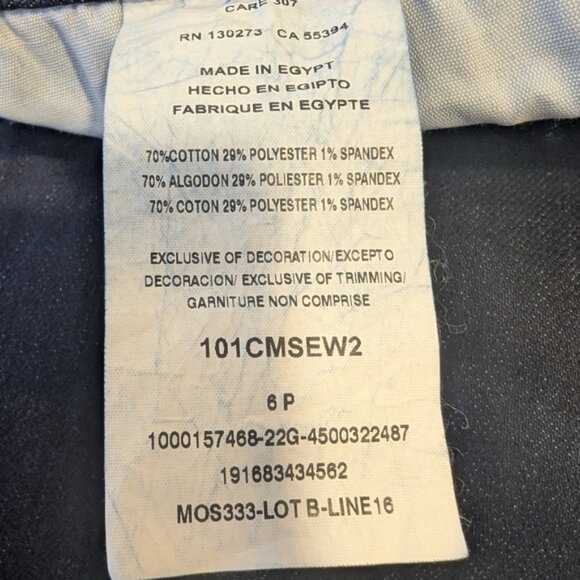 CARE 307
RN 130273 CA 55394
MADE IN EGYPT
HECHO EN EGIPTO
FABRIQUE EN EGYPTE
70%COTTON 29% POLYESTER 1% SPANDEX
70% ALGODON 29% POLIESTER 1% SPANDEX
70% COTON 29% POLYESTER 1% SPANDEX
EXCLUSIVE OF DECORATION/EXCEPTO
DECORACION/ EXCLUSIVE OF TRIMMING/
GARNITURE NON COMPRISE
101CMSEW2
6 P
1000157468-22G-4500322487
191683434562
MOS333-LOT B-LINE16